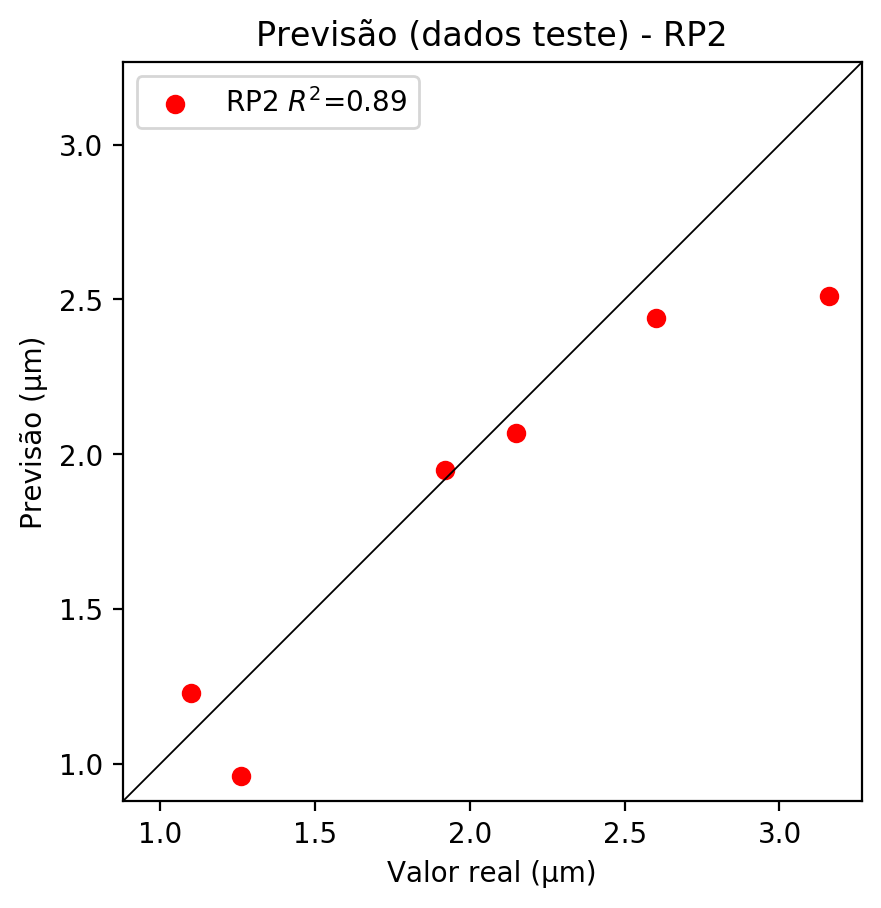 Previsão (dados teste) - RP2
RP2 R²=0.89
3.0
2.5
2.0
1.5
1.0
Previsão (µm)
1.0 1.5 2.0 2.5 3.0
Valor real (µm)